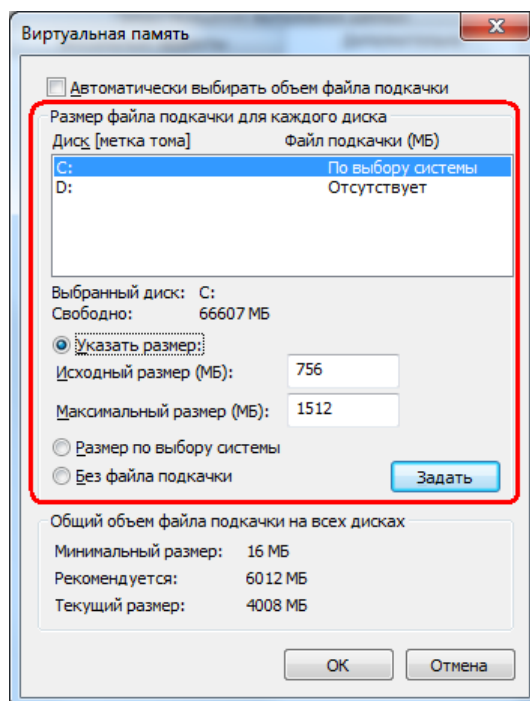 Виртуальная память
Автоматически выбирать объем файла подкачки
Размер файла подкачки для каждого диска
Диск [метка тома] Файл подкачки (МБ)
C: По выбору системы
D: Отсутствует
Выбранный диск: C:
Свободно: 66607 МБ
Указать размер:
Исходный размер (МБ): 756
Максимальный размер (МБ): 1512
Размер по выбору системы
Без файла подкачки
Задать
Общий объем файла подкачки на всех дисках
Минимальный размер: 16 МБ
Рекомендуется: 6012 МБ
Текущий размер: 4008 МБ
ОК Отмена